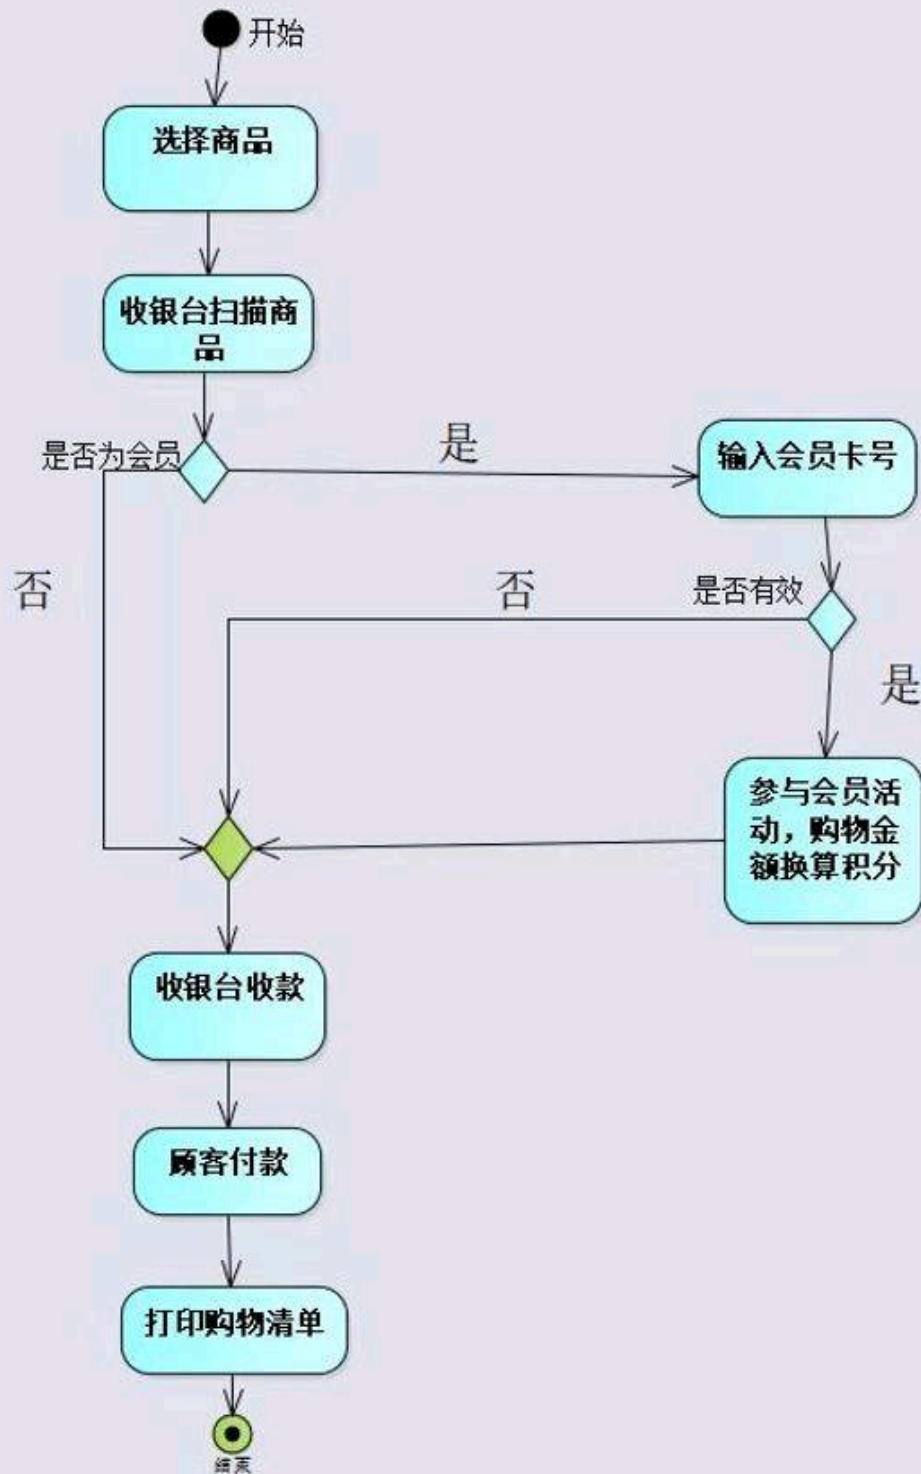 开始
选择商品
收银台扫描商
品
是否为会员
是
输入会员卡号
否
否
是否有效
是
参与会员活
动，购物金
额换算积分
收银台收款
顾客付款
打印购物清单
结束